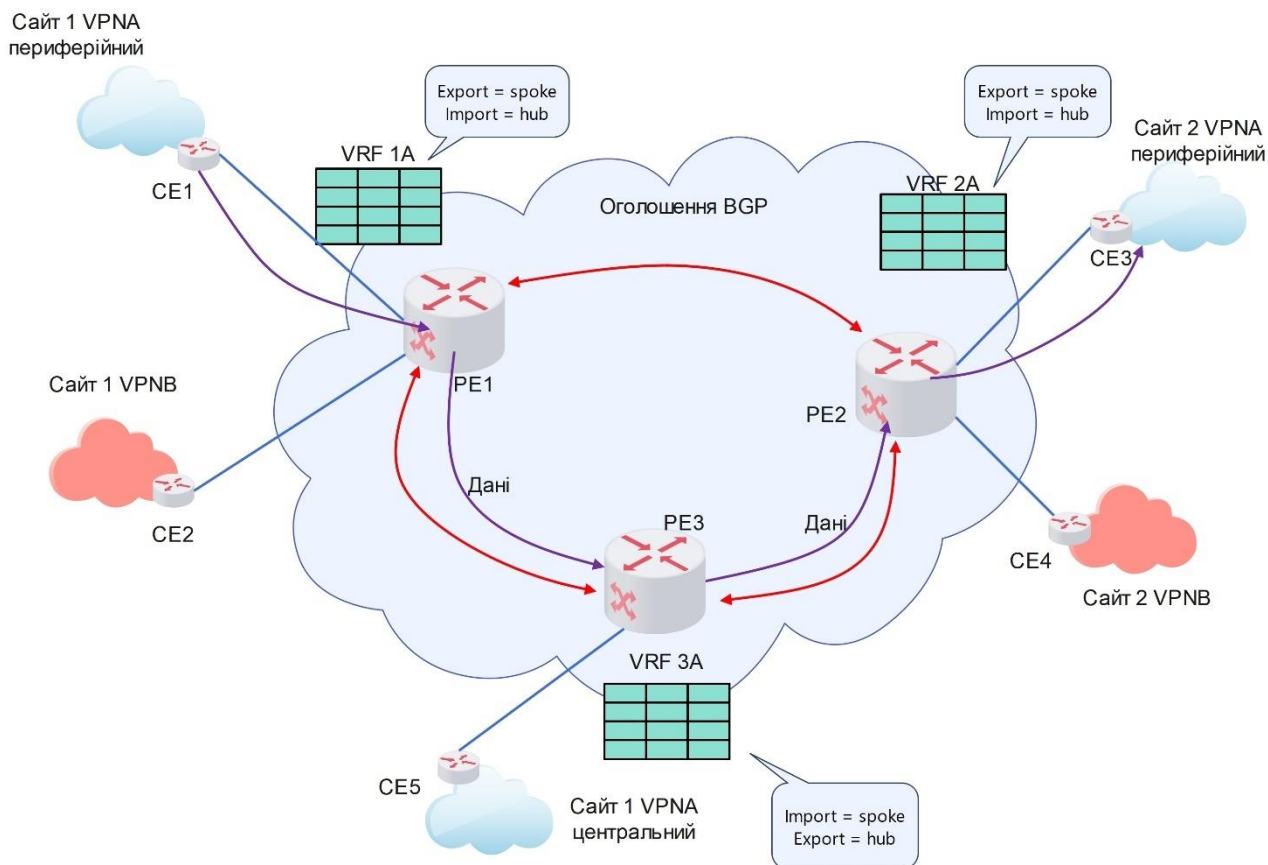 Сайт 1 VPNA
периферійний
CE1
Export = spoke
Import = hub
VRF 1A
Оголошення BGP
Export = spoke
Import = hub
VRF 2A
Сайт 2 VPNA
периферійний
CE3
PE1
PE2
Сайт 1 VPNB
CE2
Дані
PE3
Дані
CE4
Сайт 2 VPNB
VRF 3A
CE5
Сайт 1 VPNA
центральний
Import = spoke
Export = hub